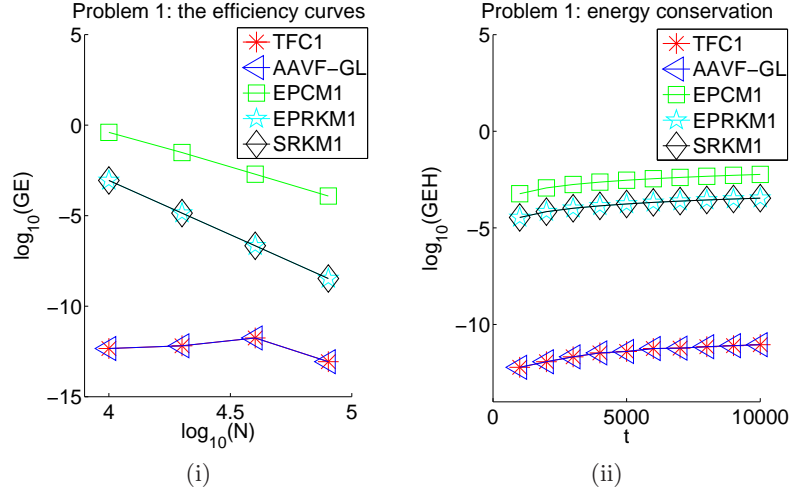 Problem 1: the efficiency curves
TFC1
AAVF-GL
EPCM1
EPRKM1
SRKM1
0
−5
−10
−15
log10(GE)
4
4.5
5
log10(N)
(i)
Problem 1: energy conservation
TFC1
AAVF-GL
EPCM1
EPRKM1
SRKM1
0
−5
−10
log10(GEH)
0
5000
10000
t
(ii)